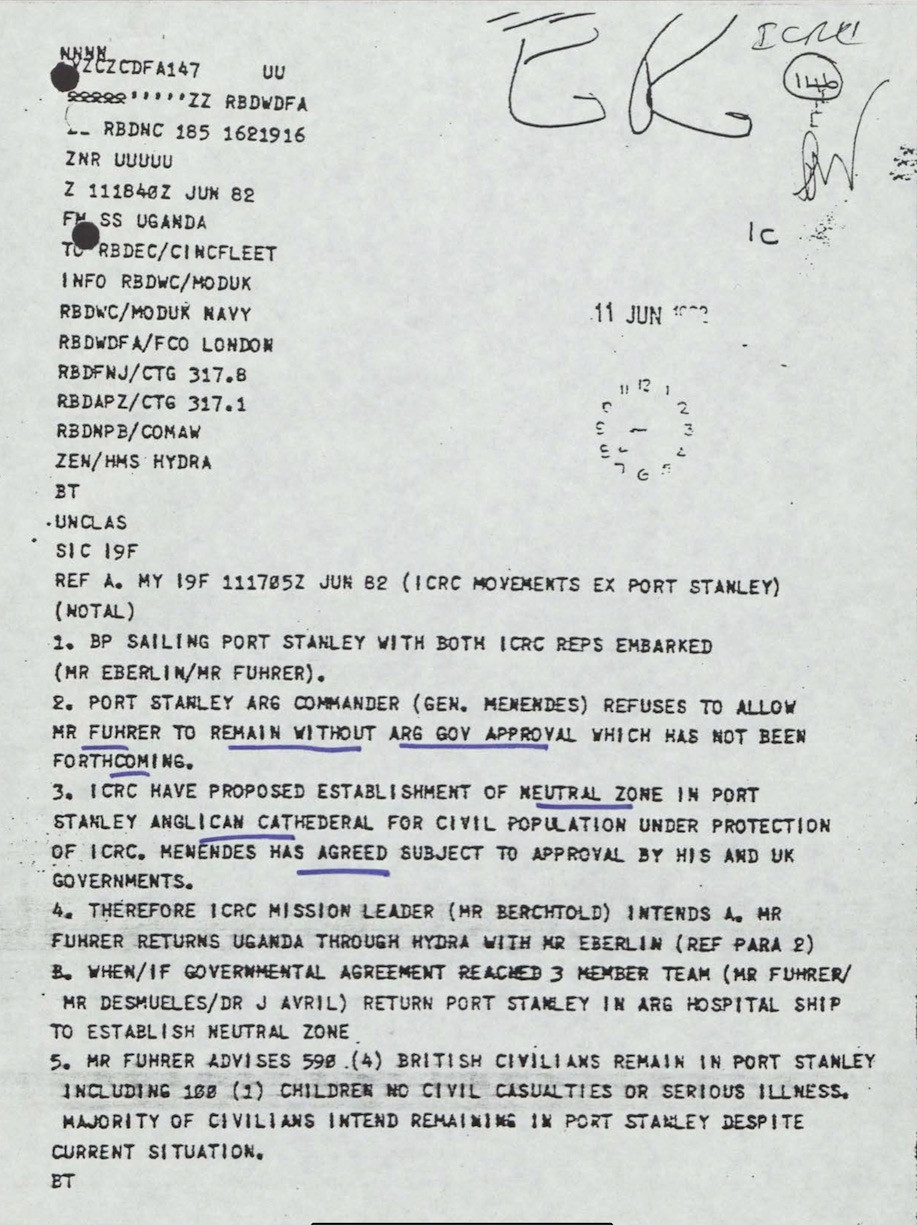 NNNN
ZCZCDFA147 UU
'''''ZZ RBDWDFA
RBDNC 185 1621916
ZNR UUUUU
Z 111840Z JUN 82
FM SS UGANDA
TO RBDEC/CINCFLEET
INFO RBDWC/MODUK
RBDWC/MODUK NAVY
RBDWDFA/FCO LONDON
RBDFNJ/CTG 317.8
RBDAPZ/CTG 317.1
RBDNPB/COMAW
ZEN/HMS HYDRA
BT
UNCLAS
SIC 19F
REF A. MY 19F 111705Z JUN 82 (ICRC MOVEMENTS EX PORT STANLEY)
(NOTAL)
1. BP SAILING PORT STANLEY WITH BOTH ICRC REPS EMBARKED
(MR EBERLIN/MR FUHRER).
2. PORT STANLEY ARG COMMANDER (GEN. MENENDES) REFUSES TO ALLOW
MR FUHRER TO REMAIN WITHOUT ARG GOV APPROVAL WHICH HAS NOT BEEN
FORTHCOMING.
3. ICRC HAVE PROPOSED ESTABLISHMENT OF NEUTRAL ZONE IN PORT
STANLEY ANGLICAN CATHEDERAL FOR CIVIL POPULATION UNDER PROTECTION
OF ICRC. MENENDES HAS AGREED SUBJECT TO APPROVAL BY HIS AND UK
GOVERNMENTS.
4. THEREFORE ICRC MISSION LEADER (MR BERCHTOLD) INTENDS A. MR
FUHRER RETURNS UGANDA THROUGH HYDRA WITH MR EBERLIN (REF PARA 2)
B. WHEN/IF GOVERNMENTAL AGREEMENT REACHED 3 MEMBER TEAM (MR FUHRER/
MR DESMUELES/DR J AVRIL) RETURN PORT STANLEY IN ARG HOSPITAL SHIP
TO ESTABLISH NEUTRAL ZONE
5. MR FUHRER ADVISES 590 (4) BRITISH CIVILIANS REMAIN IN PORT STANLEY
INCLUDING 100 (1) CHILDREN NO CIVIL CASUALTIES OR SERIOUS ILLNESS.
MAJORITY OF CIVILIANS INTEND REMAINING IN PORT STANLEY DESPITE
CURRENT SITUATION.
BT
EK
ICRC
IC
11 JUN
11 12 1
2
3
7 6 5